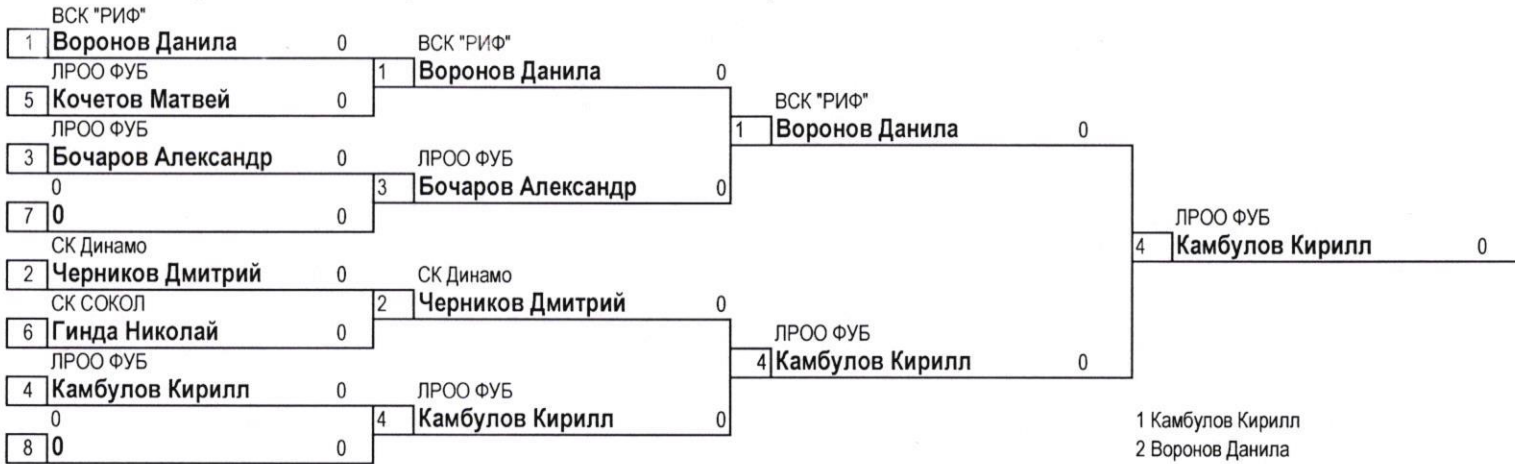 ВСК "РИФ"
1 Воронов Данила 0
ЛРОО ФУБ
5 Кочетов Матвей 0
ЛРОО ФУБ
3 Бочаров Александр 0
0
7 0 0
СК Динамо
2 Черников Дмитрий 0
СК СОКОЛ
6 Гинда Николай 0
ЛРОО ФУБ
4 Камбулов Кирилл 0
0
8 0 0
ВСК "РИФ"
1 Воронов Данила 0
ЛРОО ФУБ
3 Бочаров Александр 0
СК Динамо
2 Черников Дмитрий 0
ЛРОО ФУБ
4 Камбулов Кирилл 0
ВСК "РИФ"
1 Воронов Данила 0
ЛРОО ФУБ
4 Камбулов Кирилл 0
ЛРОО ФУБ
4 Камбулов Кирилл 0
1 Камбулов Кирилл
2 Воронов Данила